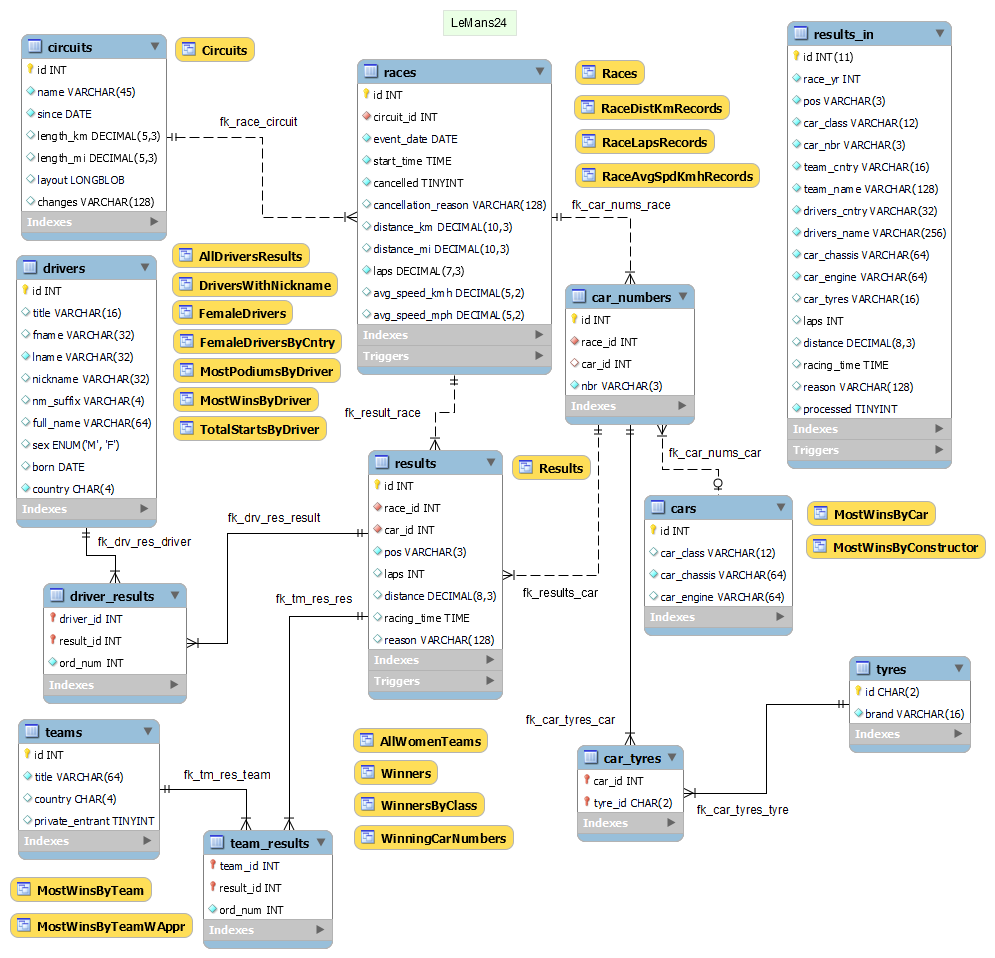 LeMans24
circuits
id INT
name VARCHAR(45)
since DATE
length_km DECIMAL(5,3)
length_mi DECIMAL(5,3)
layout LONGBLOB
changes VARCHAR(128)
Indexes
Circuits
fk_race_circuit
races
id INT
circuit_id INT
event_date DATE
start_time TIME
cancelled TINYINT
cancellation_reason VARCHAR(128)
distance_km DECIMAL(10,3)
distance_mi DECIMAL(10,3)
laps DECIMAL(7,3)
avg_speed_kmh DECIMAL(5,2)
avg_speed_mph DECIMAL(5,2)
Indexes
Triggers
Races
RaceDistKmRecords
RaceLapsRecords
RaceAvgSpdKmhRecords
fk_car_nums_race
results_in
id INT(11)
race_yr INT
pos VARCHAR(3)
car_class VARCHAR(12)
car_nbr VARCHAR(3)
team_cntry VARCHAR(16)
team_name VARCHAR(128)
drivers_cntry VARCHAR(32)
drivers_name VARCHAR(256)
car_chassis VARCHAR(64)
car_engine VARCHAR(64)
car_tyres VARCHAR(16)
laps INT
distance DECIMAL(8,3)
racing_time TIME
reason VARCHAR(128)
processed TINYINT
Indexes
Triggers
drivers
id INT
title VARCHAR(16)
fname VARCHAR(32)
lname VARCHAR(32)
nickname VARCHAR(32)
nm_suffix VARCHAR(4)
full_name VARCHAR(64)
sex ENUM('M', 'F')
born DATE
country CHAR(4)
Indexes
AllDriversResults
DriversWithNickname
FemaleDrivers
FemaleDriversByCntry
MostPodiumsByDriver
MostWinsByDriver
TotalStartsByDriver
car_numbers
id INT
race_id INT
car_id INT
nbr VARCHAR(3)
Indexes
fk_result_race
fk_car_nums_car
results
id INT
race_id INT
car_id INT
pos VARCHAR(3)
laps INT
distance DECIMAL(8,3)
racing_time TIME
reason VARCHAR(128)
Indexes
Triggers
Results
cars
id INT
car_class VARCHAR(12)
car_chassis VARCHAR(64)
car_engine VARCHAR(64)
Indexes
MostWinsByCar
MostWinsByConstructor
fk_drv_res_result
fk_drv_res_driver
driver_results
driver_id INT
result_id INT
ord_num INT
Indexes
fk_tm_res_res
fk_results_car
tyres
id CHAR(2)
brand VARCHAR(16)
Indexes
fk_car_tyres_car
car_tyres
car_id INT
tyre_id CHAR(2)
Indexes
fk_car_tyres_tyre
teams
id INT
title VARCHAR(64)
country CHAR(4)
private_entrant TINYINT
Indexes
fk_tm_res_team
AllWomenTeams
Winners
WinnersByClass
WinningCarNumbers
team_results
team_id INT
result_id INT
ord_num INT
Indexes
MostWinsByTeam
MostWinsByTeamWAppr